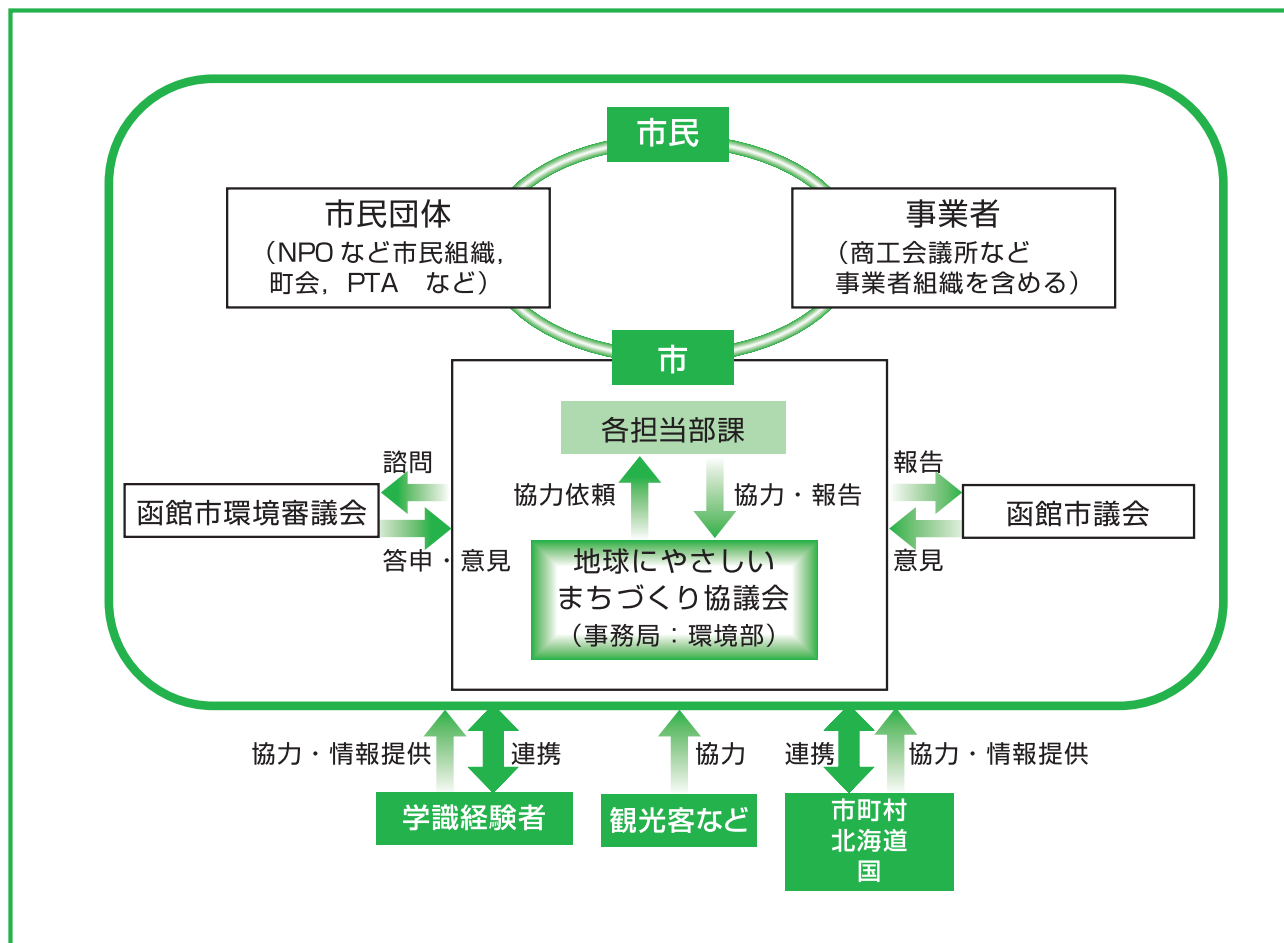 市民
市民団体
（NPO など市民組織，
町会，PTA　など）
事業者
（商工会議所など
事業者組織を含める）
市
各担当部課
協力依頼
協力・報告
地球にやさしい
まちづくり協議会
（事務局：環境部）
諮問
函館市環境審議会
答申・意見
報告
函館市議会
意見
協力・情報提供
連携
協力
連携
協力・情報提供
学識経験者
観光客など
市町村
北海道
国